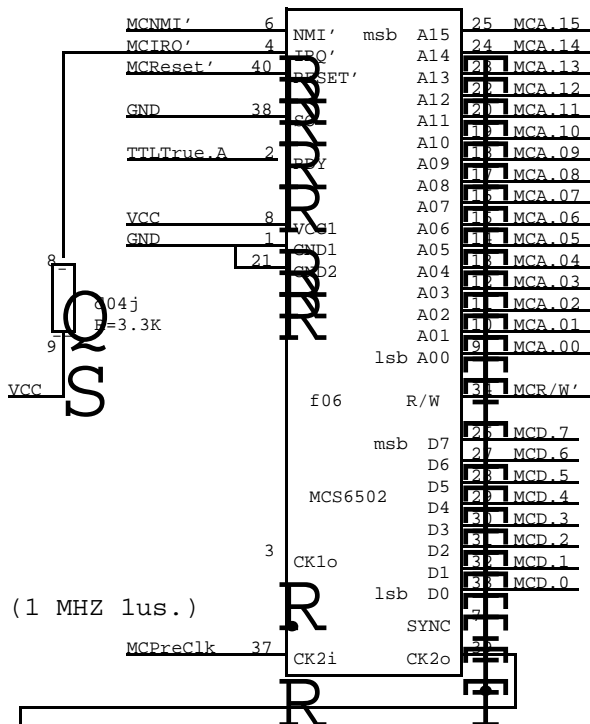 MCNMI' 6 NMI' msb A15 25 MCA.15
MCIRQ' 4 IRQ' A14 24 MCA.14
MCReset' 40 RESET' A13 23 MCA.13
A12 22 MCA.12
GND 38 SO A11 20 MCA.11
A10 19 MCA.10
TTLTrue.A 2 RDY A09 18 MCA.09
A08 17 MCA.08
A07 16 MCA.07
VCC 8 VCC1 A06 15 MCA.06
GND 1 GND1 A05 14 MCA.05
21 GND2 A04 13 MCA.04
A03 12 MCA.03
A02 11 MCA.02
A01 10 MCA.01
lsb A00 9 MCA.00
8
d04j
R=3.3K
9
VCC
f06 R/W 34 MCR/W'
msb D7 26 MCD.7
D6 27 MCD.6
D5 28 MCD.5
MCS6502 D4 29 MCD.4
D3 30 MCD.3
D2 31 MCD.2
3 CK1o D1 32 MCD.1
lsb D0 33 MCD.0
(1 MHZ 1us.)
SYNC 7
MCPreClk 37 CK2i CK2o 39